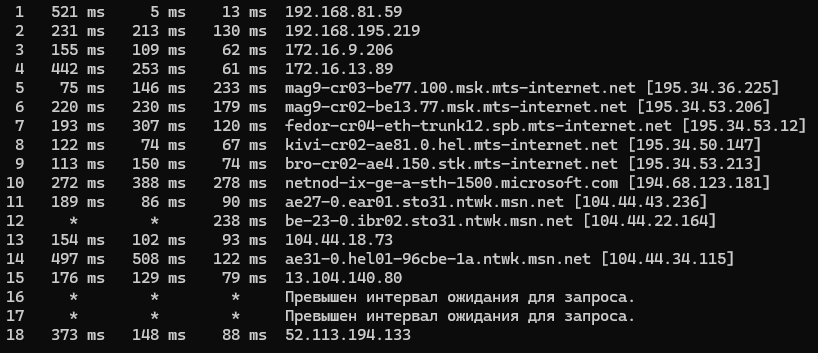 1 521 ms 5 ms 13 ms 192.168.81.59
2 231 ms 213 ms 130 ms 192.168.195.219
3 155 ms 109 ms 62 ms 172.16.9.206
4 442 ms 253 ms 61 ms 172.16.13.89
5 75 ms 146 ms 233 ms mag9-cr03-be77.100.msk.mts-internet.net [195.34.36.225]
6 220 ms 230 ms 179 ms mag9-cr02-be13.77.msk.mts-internet.net [195.34.53.206]
7 193 ms 307 ms 120 ms fedor-cr04-eth-trunk12.spb.mts-internet.net [195.34.53.12]
8 122 ms 74 ms 67 ms kivi-cr02-ae81.0.hel.mts-internet.net [195.34.50.147]
9 113 ms 150 ms 74 ms bro-cr02-ae4.150.stk.mts-internet.net [195.34.53.213]
10 272 ms 388 ms 278 ms netnod-ix-ge-a-sth-1500.microsoft.com [194.68.123.181]
11 189 ms 86 ms 90 ms ae27-0.ear01.sto31.ntwk.msn.net [104.44.43.236]
12 * * 238 ms be-23-0.ibr02.sto31.ntwk.msn.net [104.44.22.164]
13 154 ms 102 ms 93 ms 104.44.18.73
14 497 ms 508 ms 122 ms ae31-0.hel01-96cbe-1a.ntwk.msn.net [104.44.34.115]
15 176 ms 129 ms 79 ms 13.104.140.80
16 * * * Превышен интервал ожидания для запроса.
17 * * * Превышен интервал ожидания для запроса.
18 373 ms 148 ms 88 ms 52.113.194.133